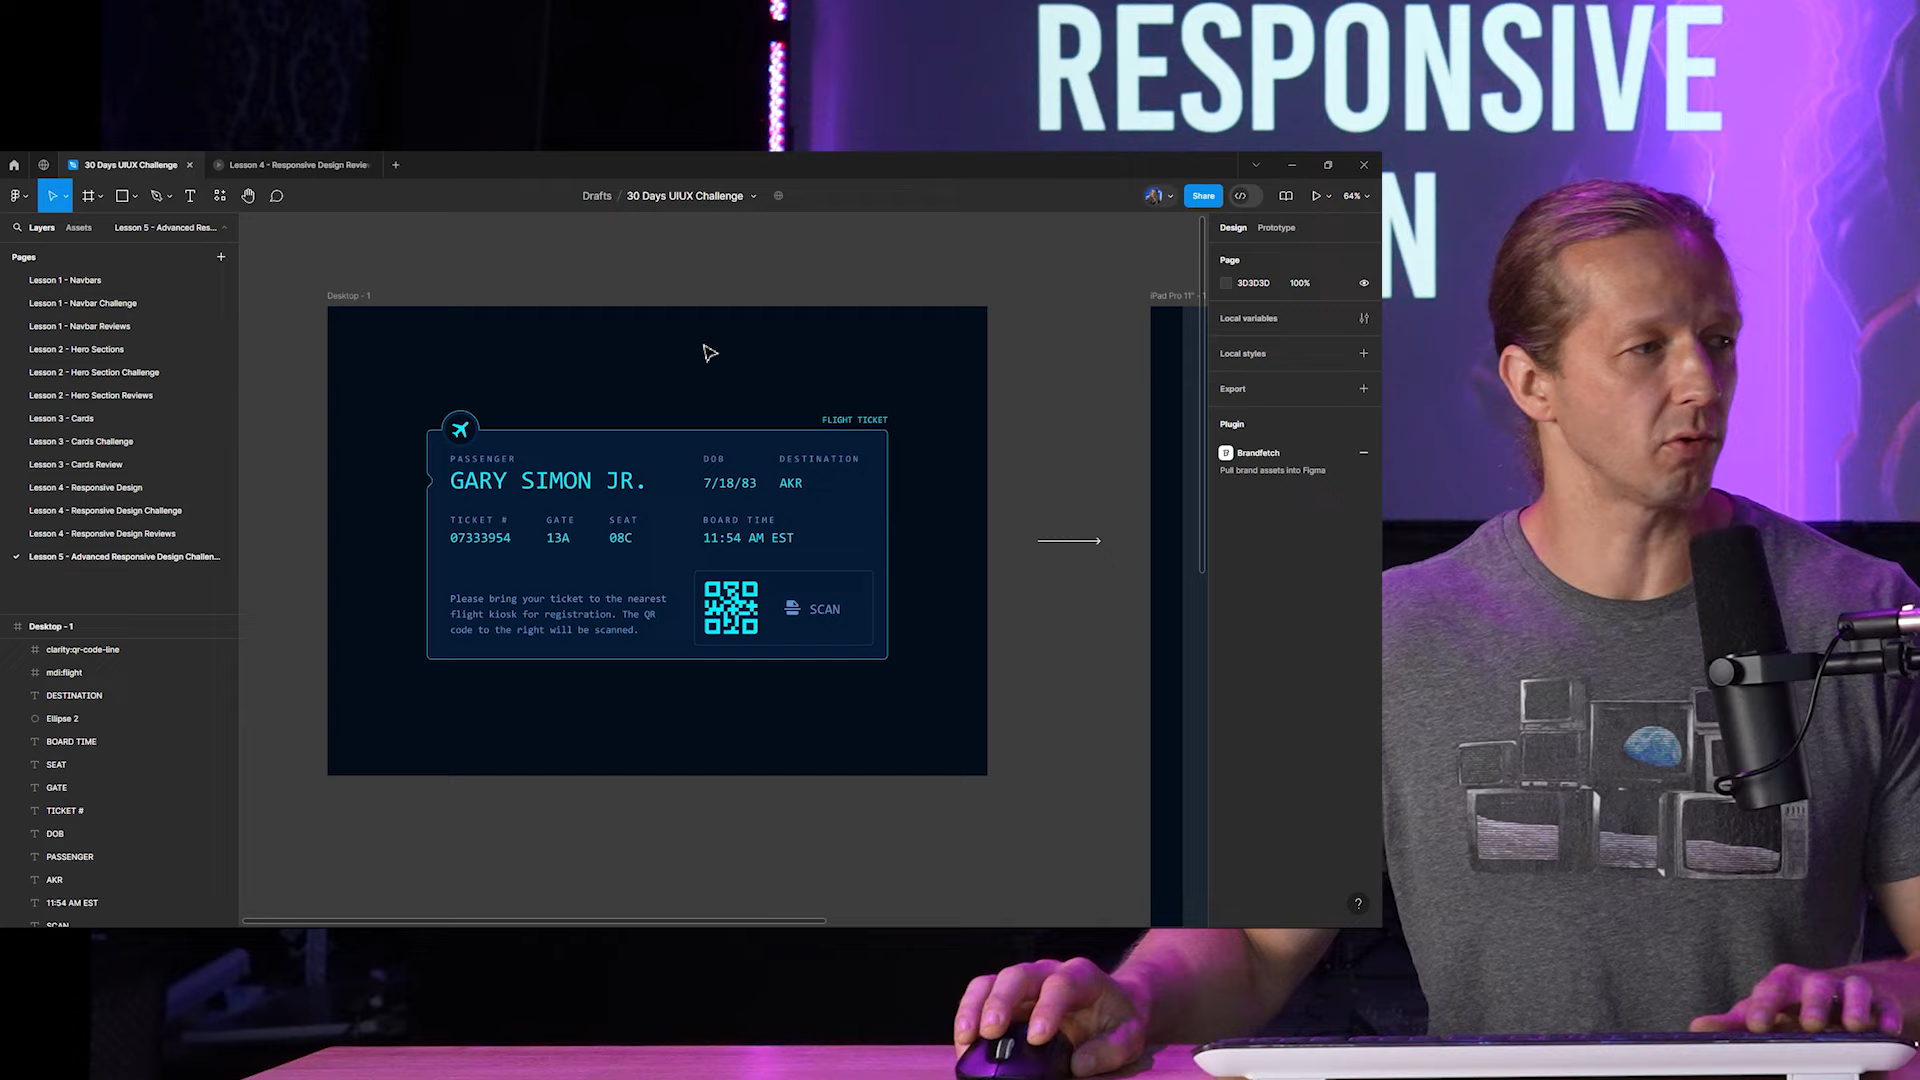 RESPONSIVE
N
30 Days UIUX Challenge
Lesson 4 - Responsive Design Revie
Drafts / 30 Days UIUX Challenge
Share
64%
Layers
Assets
Lesson 5 - Advanced Res...
Pages
Lesson 1 - Navbars
Lesson 1 - Navbar Challenge
Lesson 1 - Navbar Reviews
Lesson 2 - Hero Sections
Lesson 2 - Hero Section Challenge
Lesson 2 - Hero Section Reviews
Lesson 3 - Cards
Lesson 3 - Cards Challenge
Lesson 3 - Cards Review
Lesson 4 - Responsive Design
Lesson 4 - Responsive Design Challenge
Lesson 4 - Responsive Design Reviews
Lesson 5 - Advanced Responsive Design Challen...
Desktop - 1
clarity:qr-code-line
mdi:flight
DESTINATION
Ellipse 2
BOARD TIME
SEAT
GATE
TICKET #
DOB
PASSENGER
AKR
11:54 AM EST
SCAN
Desktop - 1
FLIGHT TICKET
PASSENGER
DOB
DESTINATION
GARY SIMON JR.
7/18/83
AKR
TICKET #
GATE
SEAT
BOARD TIME
07333954
13A
08C
11:54 AM EST
Please bring your ticket to the nearest
flight kiosk for registration. The QR
code to the right will be scanned.
SCAN
iPad Pro 11" - 1
Design
Prototype
Page
3D3D3D
100%
Local variables
Local styles
Export
Plugin
Brandfetch
Pull brand assets into Figma
?